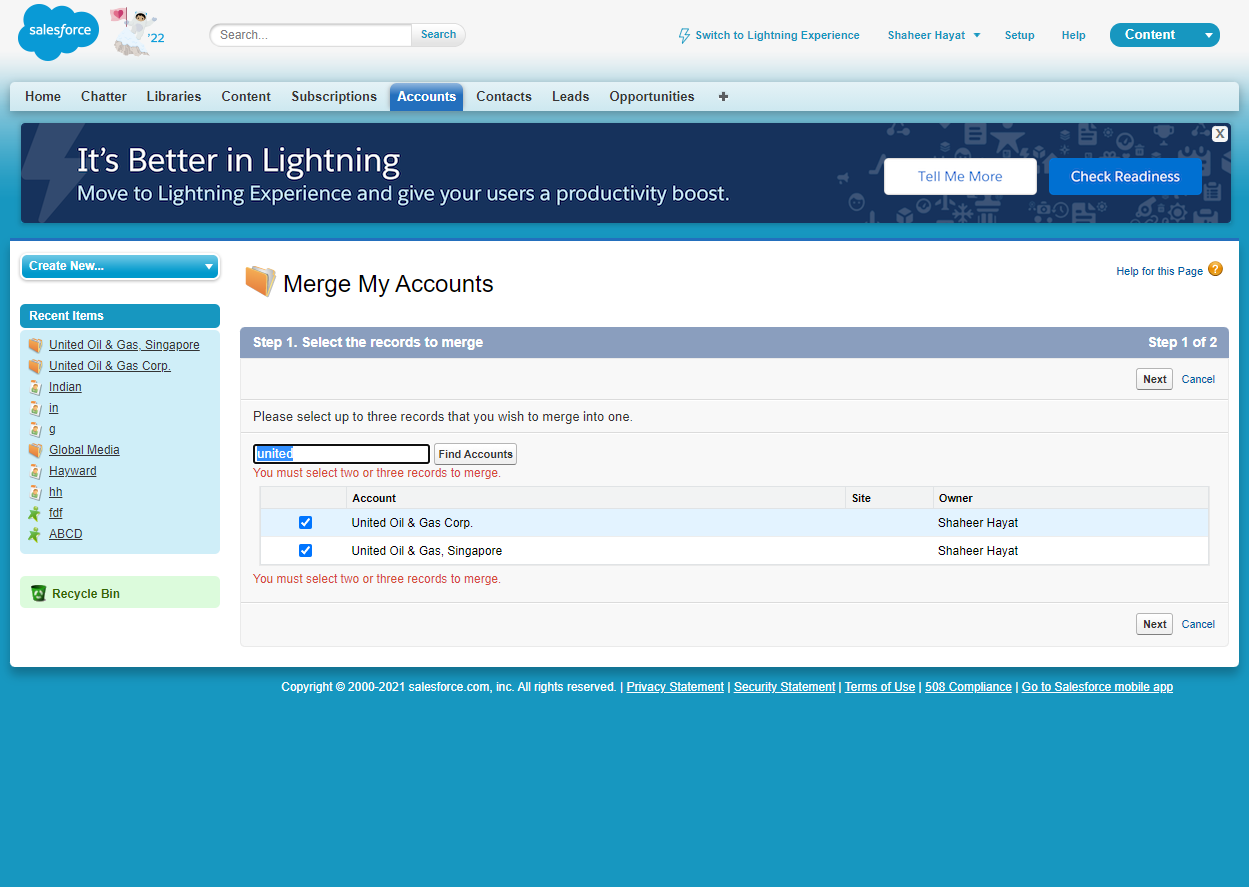 salesforce
'22
Search...
Search
Switch to Lightning Experience
Shaheer Hayat
Setup
Help
Content
Home
Chatter
Libraries
Content
Subscriptions
Accounts
Contacts
Leads
Opportunities
+
It's Better in Lightning
Move to Lightning Experience and give your users a productivity boost.
Tell Me More
Check Readiness
X
Create New...
Recent Items
United Oil & Gas, Singapore
United Oil & Gas Corp.
Indian
in
g
Global Media
Hayward
hh
fdf
ABCD
Recycle Bin
Merge My Accounts
Help for this Page ?
Step 1. Select the records to merge
Step 1 of 2
Next
Cancel
Please select up to three records that you wish to merge into one.
united
Find Accounts
You must select two or three records to merge.
Account Site Owner
United Oil & Gas Corp. Shaheer Hayat
United Oil & Gas, Singapore Shaheer Hayat
You must select two or three records to merge.
Next
Cancel
Copyright © 2000-2021 salesforce.com, inc. All rights reserved. | Privacy Statement | Security Statement | Terms of Use | 508 Compliance | Go to Salesforce mobile app